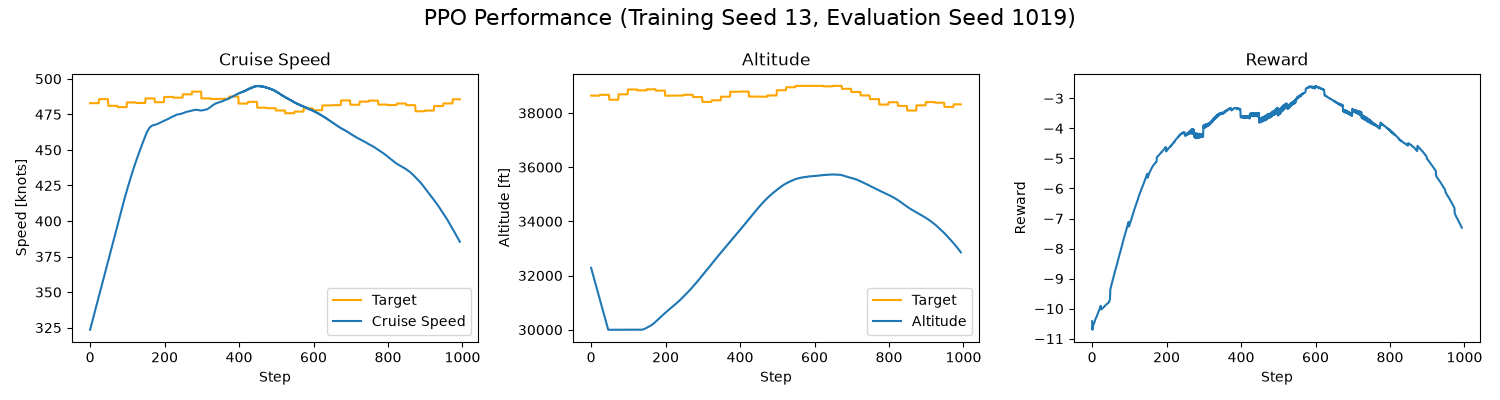 PPO Performance (Training Seed 13, Evaluation Seed 1019)
Cruise Speed
Speed [knots]
500
475
450
425
400
375
350
325
0 200 400 600 800 1000
Step
Target
Cruise Speed
Altitude
Altitude [ft]
38000
36000
34000
32000
30000
0 200 400 600 800 1000
Step
Target
Altitude
Reward
Reward
−3
−4
−5
−6
−7
−8
−9
−10
−11
0 200 400 600 800 1000
Step